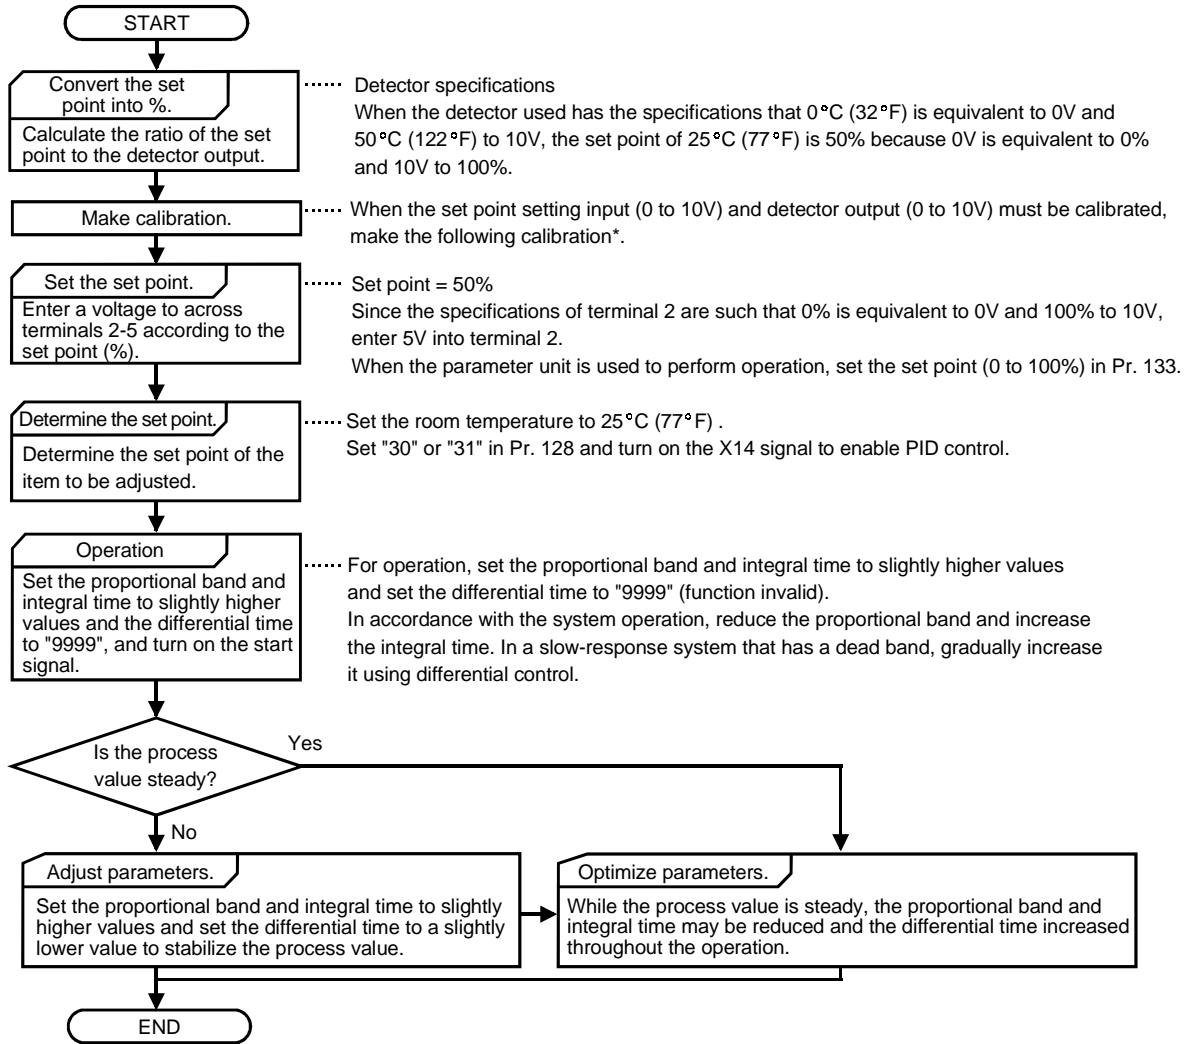 START
Convert the set
point into %.
Calculate the ratio of the set
point to the detector output.
Detector specifications
When the detector used has the specifications that 0°C (32°F) is equivalent to 0V and
50°C (122°F) to 10V, the set point of 25°C (77°F) is 50% because 0V is equivalent to 0%
and 10V to 100%.
Make calibration.
When the set point setting input (0 to 10V) and detector output (0 to 10V) must be calibrated,
make the following calibration*.
Set the set point.
Enter a voltage to across
terminals 2-5 according to the
set point (%).
Set point = 50%
Since the specifications of terminal 2 are such that 0% is equivalent to 0V and 100% to 10V,
enter 5V into terminal 2.
When the parameter unit is used to perform operation, set the set point (0 to 100%) in Pr. 133.
Determine the set point.
Determine the set point of the
item to be adjusted.
Set the room temperature to 25°C (77°F) .
Set "30" or "31" in Pr. 128 and turn on the X14 signal to enable PID control.
Operation
Set the proportional band and
integral time to slightly higher
values and the differential time
to "9999", and turn on the start
signal.
For operation, set the proportional band and integral time to slightly higher values
and set the differential time to "9999" (function invalid).
In accordance with the system operation, reduce the proportional band and increase
the integral time. In a slow-response system that has a dead band, gradually increase
it using differential control.
Is the process
value steady?
Yes
No
Adjust parameters.
Set the proportional band and integral time to slightly
higher values and set the differential time to a slightly
lower value to stabilize the process value.
Optimize parameters.
While the process value is steady, the proportional band and
integral time may be reduced and the differential time increased
throughout the operation.
END